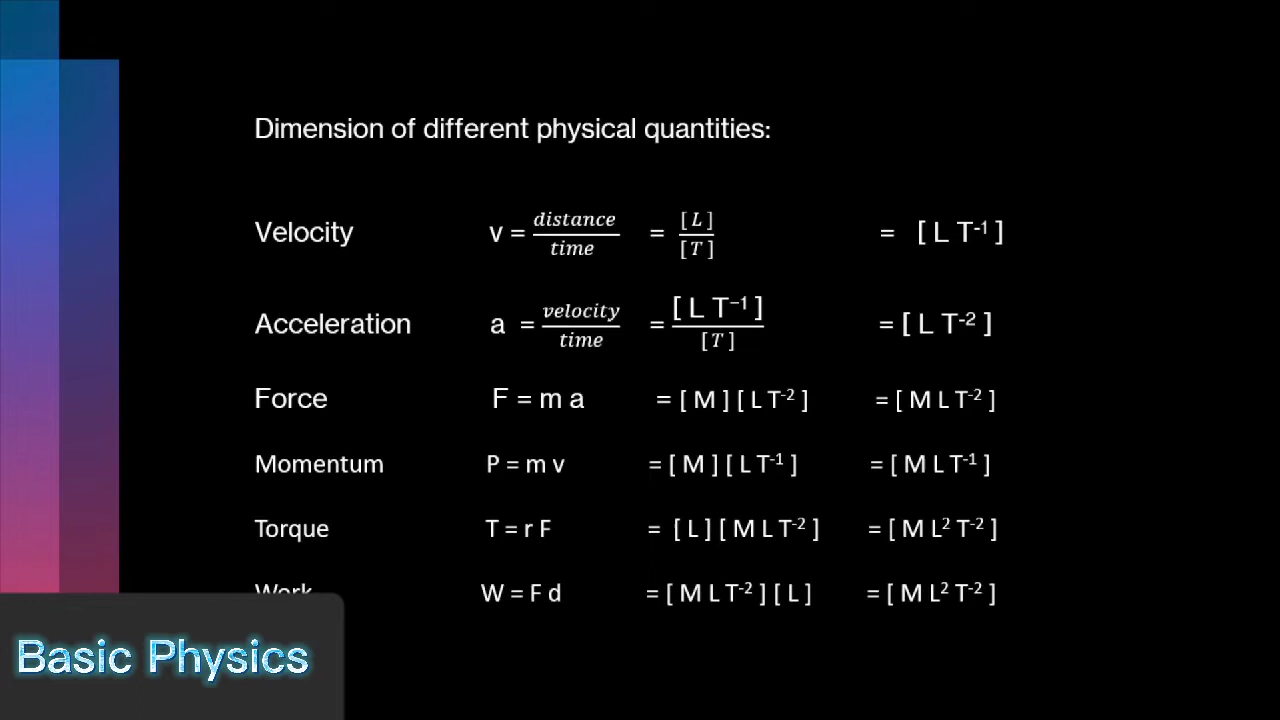 Dimension of different physical quantities:
Velocity v = distance/time = [ L ]/[ T ] = [ L T⁻¹ ]
Acceleration a = velocity/time = [ L T⁻¹ ]/[ T ] = [ L T⁻² ]
Force F = m a = [ M ] [ L T⁻² ] = [ M L T⁻² ]
Momentum P = m v = [ M ] [ L T⁻¹ ] = [ M L T⁻¹ ]
Torque T = r F = [ L ] [ M L T⁻² ] = [ M L² T⁻² ]
Work W = F d = [ M L T⁻² ] [ L ] = [ M L² T⁻² ]
Basic Physics